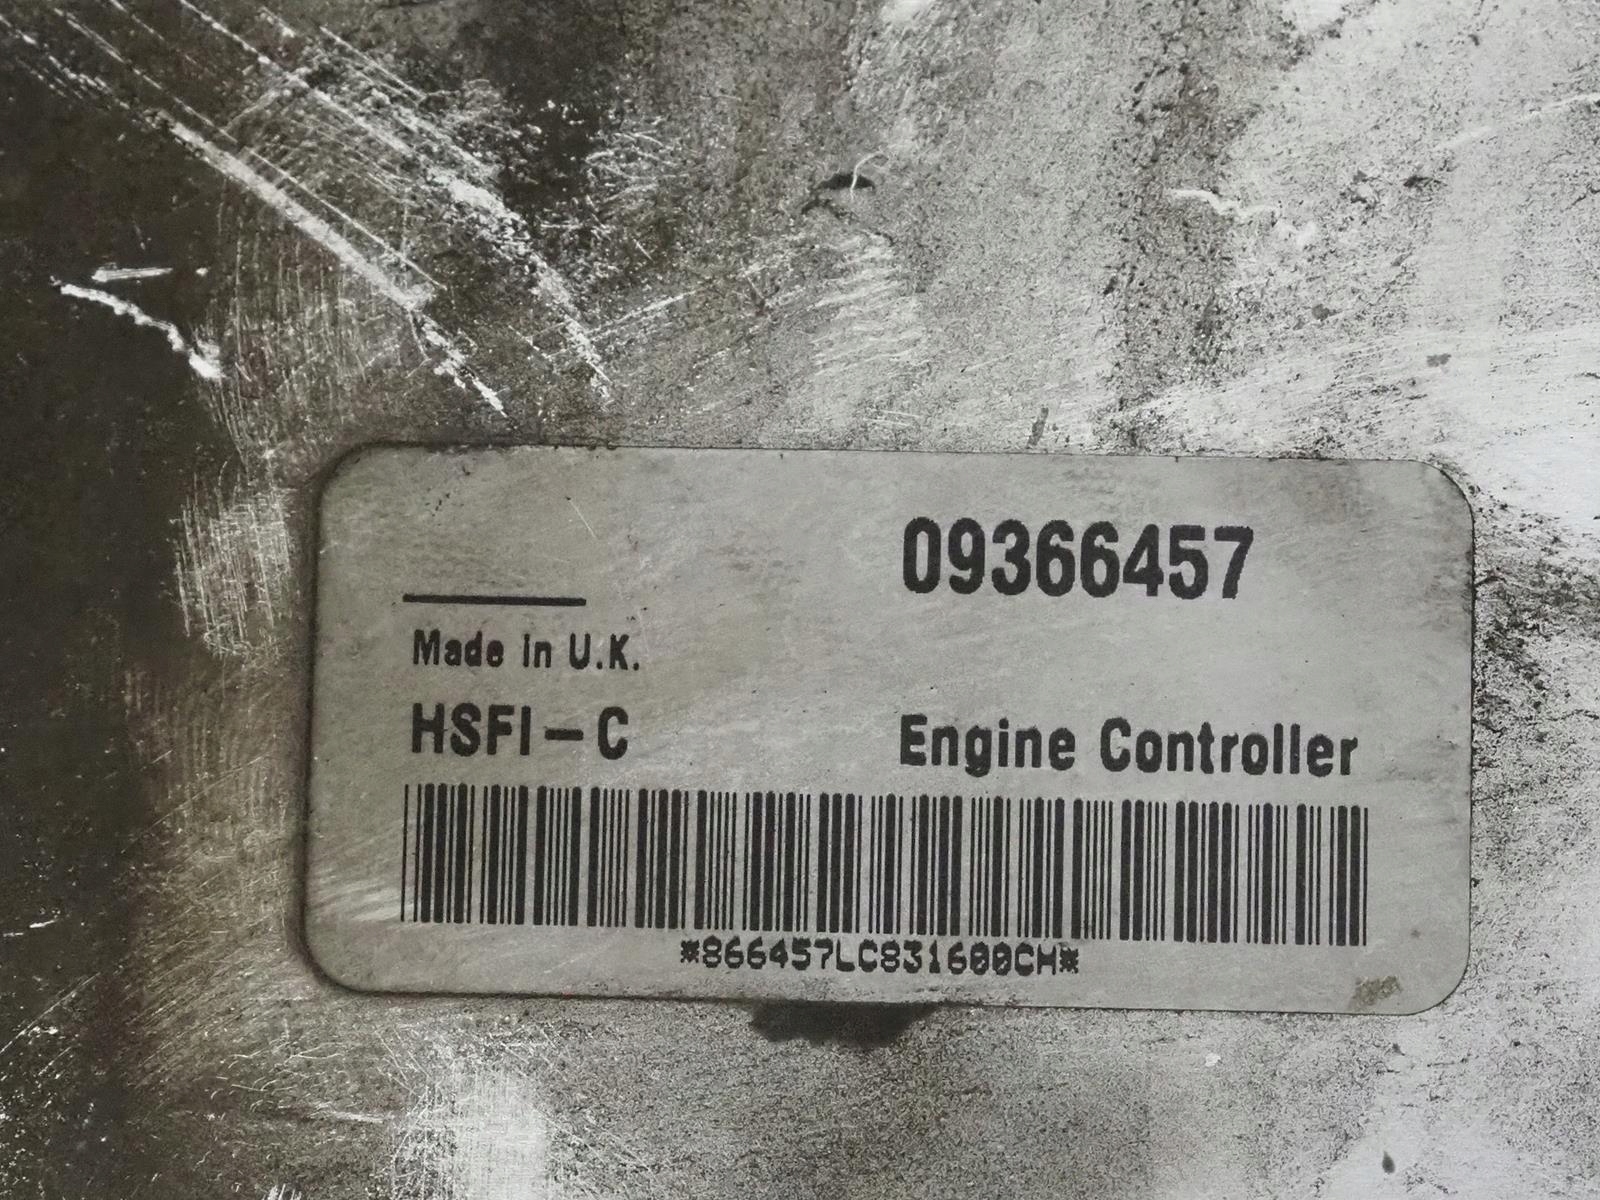 09366457
Made in U.K.
HSFI-C Engine Controller
*866457LC831600CH*